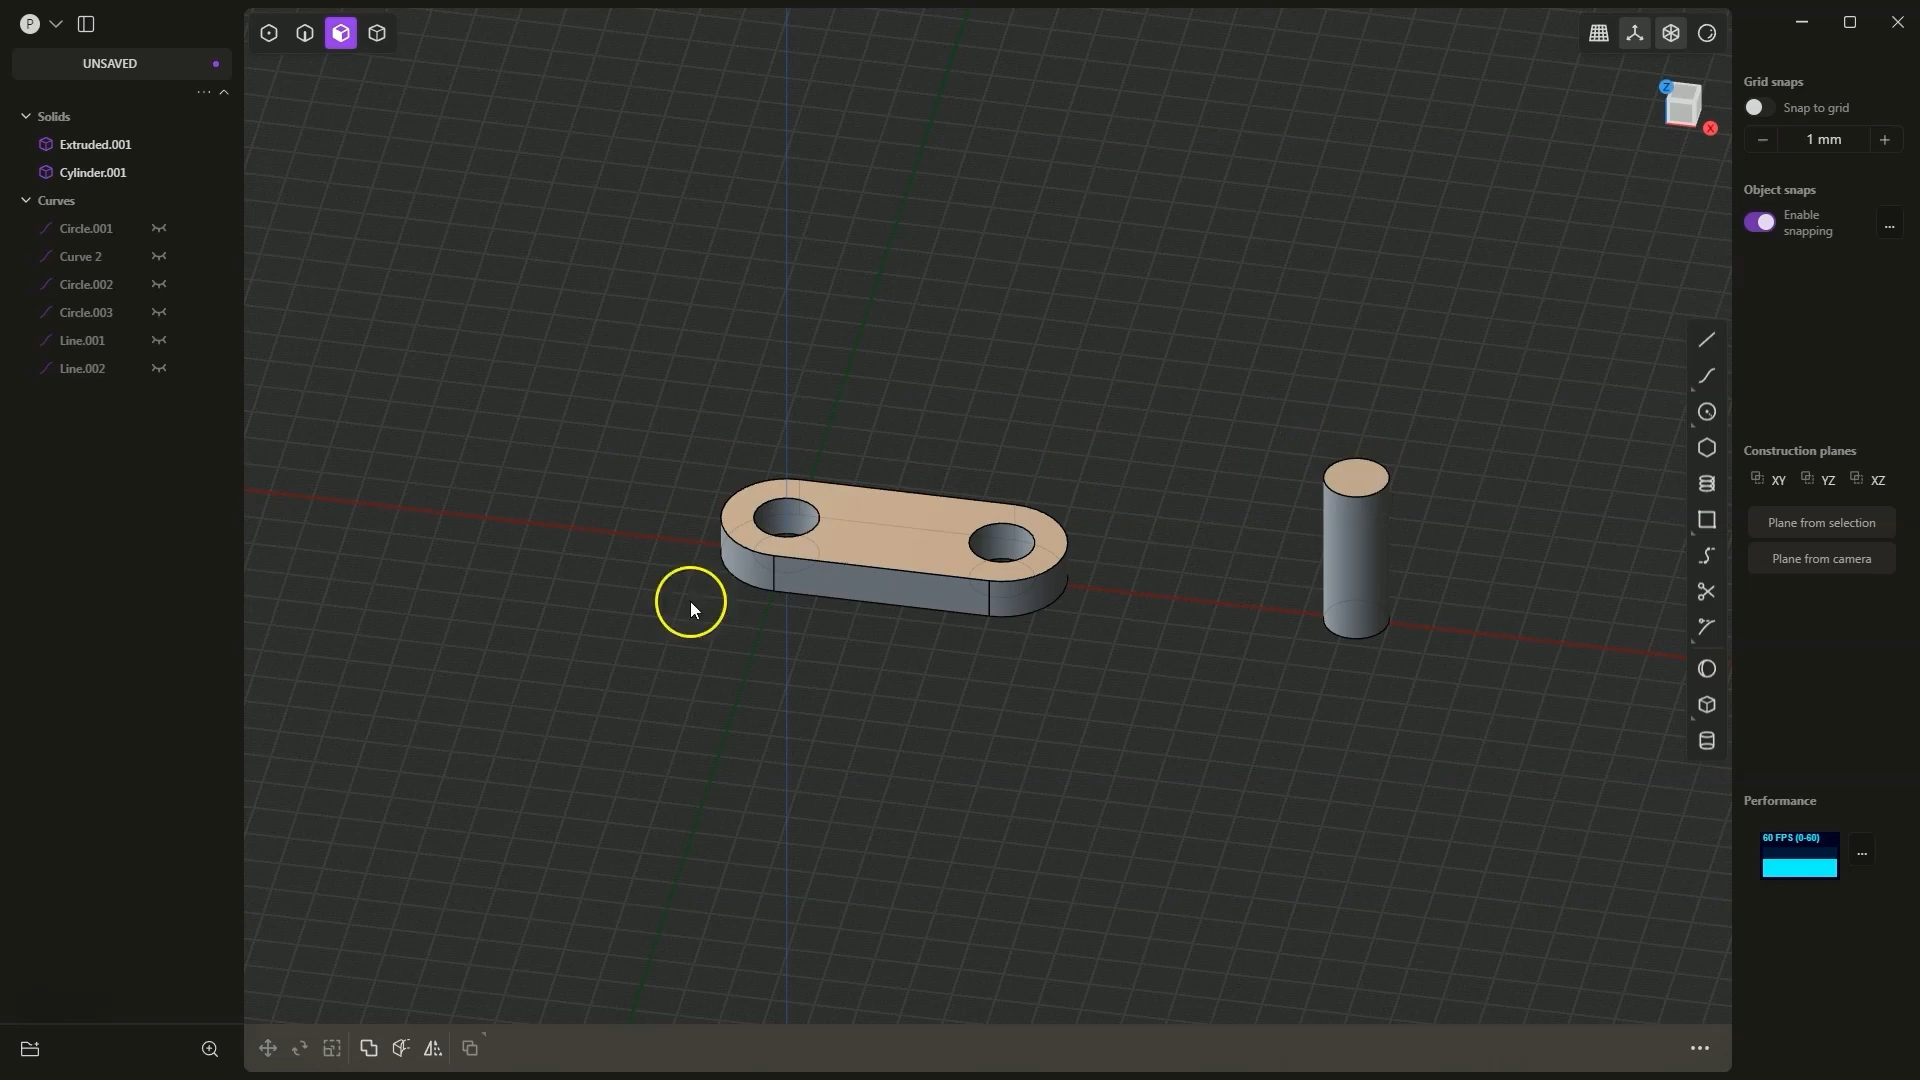 P
UNSAVED
Solids
Extruded.001
Cylinder.001
Curves
Circle.001
Curve 2
Circle.002
Circle.003
Line.001
Line.002
Z
X
Grid snaps
Snap to grid
1 mm
Object snaps
Enable
snapping
Construction planes
XY YZ XZ
Plane from selection
Plane from camera
Performance
60 FPS (0-60)